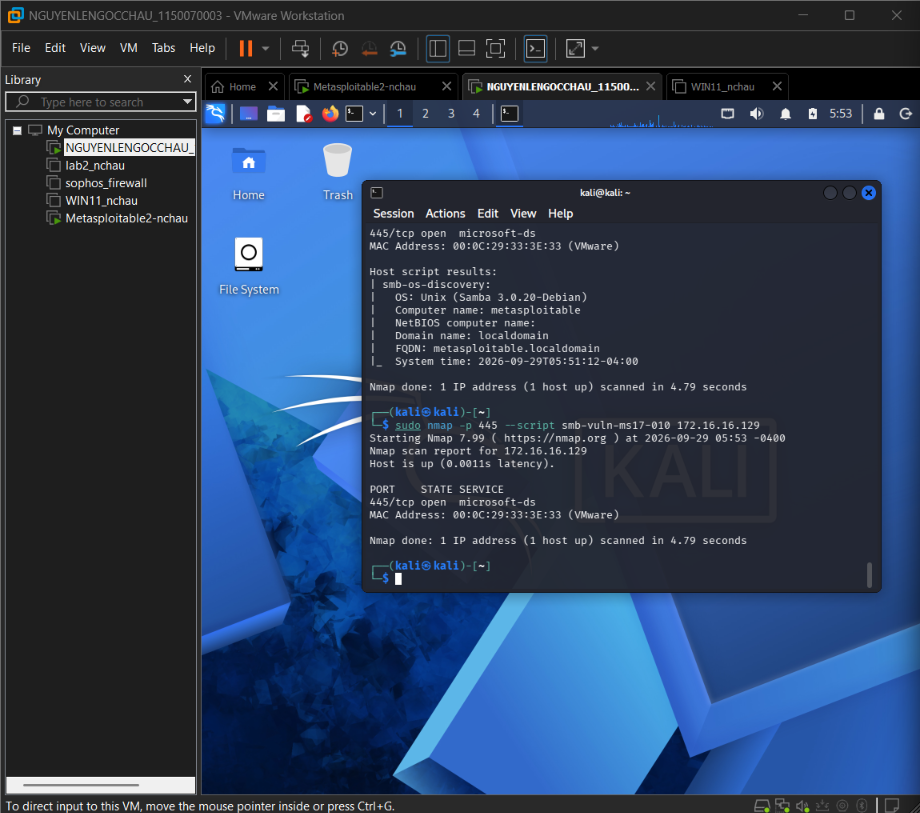 NGUYENLENGOCCHAU_1150070003 - VMware Workstation
File Edit View VM Tabs Help
Library
Type here to search
My Computer
NGUYENLENGOCCHAU_
lab2_nchau
sophos_firewall
WIN11_nchau
Metasploitable2-nchau
Home
Metasploitable2-nchau
NGUYENLENGOCCHAU_11500...
WIN11_nchau
1 2 3 4
5:53
Home
Trash
File System
kali@kali: ~
Session Actions Edit View Help
445/tcp open  microsoft-ds
MAC Address: 00:0C:29:33:3E:33 (VMware)
Host script results:
| smb-os-discovery:
|   OS: Unix (Samba 3.0.20-Debian)
|   Computer name: metasploitable
|   NetBIOS computer name:
|   Domain name: localdomain
|   FQDN: metasploitable.localdomain
|_  System time: 2026-09-29T05:51:12-04:00
Nmap done: 1 IP address (1 host up) scanned in 4.79 seconds
┌──(kali㉿kali)-[~]
└─$ sudo nmap -p 445 --script smb-vuln-ms17-010 172.16.16.129
Starting Nmap 7.99 ( https://nmap.org ) at 2026-09-29 05:53 -0400
Nmap scan report for 172.16.16.129
Host is up (0.0011s latency).
PORT    STATE SERVICE
445/tcp open  microsoft-ds
MAC Address: 00:0C:29:33:3E:33 (VMware)
Nmap done: 1 IP address (1 host up) scanned in 4.79 seconds
┌──(kali㉿kali)-[~]
└─$
KALI
To direct input to this VM, move the mouse pointer inside or press Ctrl+G.